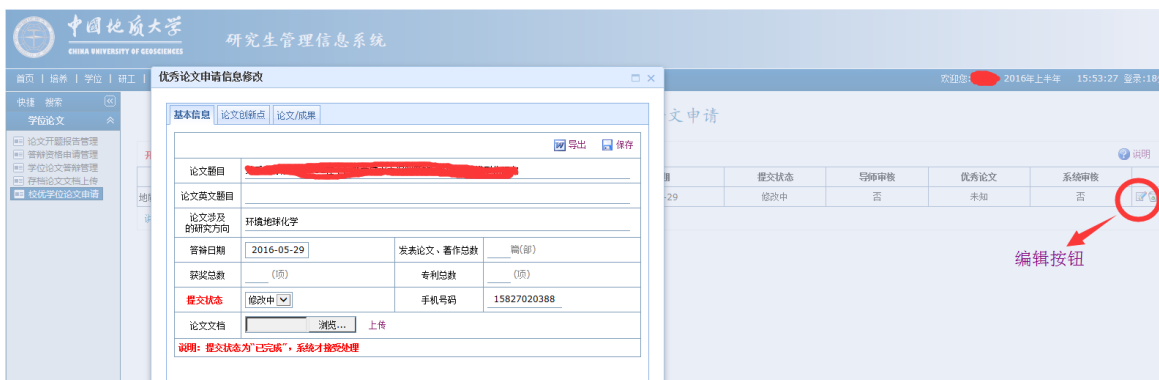 中國地质大学
CHINA UNIVERSITY OF GEOSCIENCES
研究生管理信息系统
首页 | 培养 | 学位 | 研工 |
欢迎您: 2016年上半年 15:53:27 登录:18
快捷 搜索
学位论文
论文开题报告管理
答辩资格申请管理
学位论文答辩管理
存档论文文档上传
校优学位论文申请
优秀论文申请信息修改
文申请
基本信息 论文创新点 论文/成果
导出 保存
说明
论文题目
论文英文题目
论文涉及
的研究方向 环境地球化学
答辩日期 2016-05-29 发表论文、著作总数 篇(部)
获奖总数 (项) 专利总数 (项)
提交状态 修改中 手机号码 15827020388
论文文档 浏览... 上传
说明：提交状态为"已完成"，系统才接受处理
提交状态 导师审核 优秀论文 系统审核
-29 修改中 否 未知 否
编辑按钮